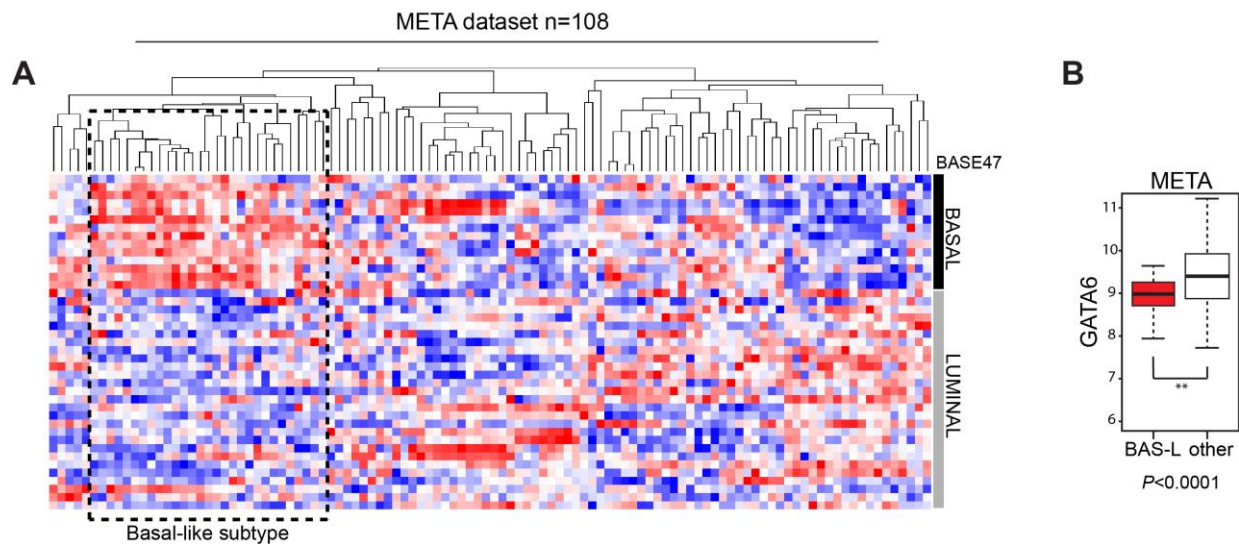 META dataset n=108
A
BASE47
BASAL
LUMINAL
Basal-like subtype
B
META
11
10
9
8
7
6
GATA6
**
BAS-L other
P<0.0001